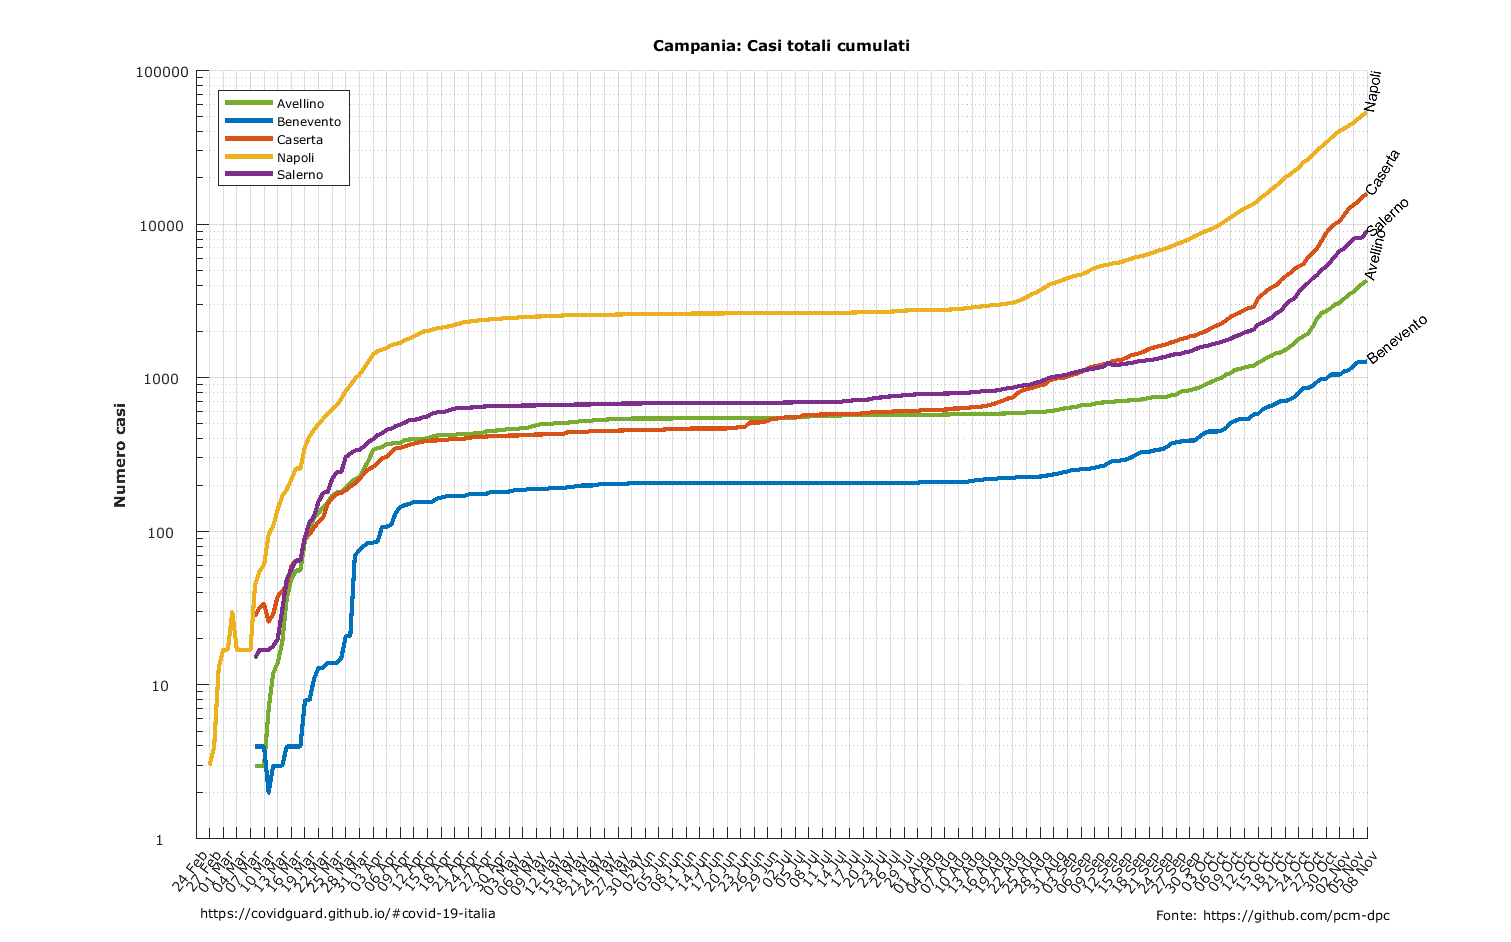 Campania: Casi totali cumulati
100000
10000
1000
100
10
1
Numero casi
Avellino
Benevento
Caserta
Napoli
Salerno
Napoli
Caserta
Salerno
Avellino
Benevento
24 Feb
27 Feb
01 Mar
04 Mar
07 Mar
10 Mar
13 Mar
16 Mar
19 Mar
22 Mar
25 Mar
28 Mar
31 Mar
03 Apr
06 Apr
09 Apr
12 Apr
15 Apr
18 Apr
21 Apr
24 Apr
27 Apr
30 Apr
03 May
06 May
09 May
12 May
15 May
18 May
21 May
24 May
27 May
30 May
02 Jun
05 Jun
08 Jun
11 Jun
14 Jun
17 Jun
20 Jun
23 Jun
26 Jun
29 Jun
02 Jul
05 Jul
08 Jul
11 Jul
14 Jul
17 Jul
20 Jul
23 Jul
26 Jul
29 Jul
01 Aug
04 Aug
07 Aug
10 Aug
13 Aug
16 Aug
19 Aug
22 Aug
25 Aug
28 Aug
31 Aug
03 Sep
06 Sep
09 Sep
12 Sep
15 Sep
18 Sep
21 Sep
24 Sep
27 Sep
30 Sep
03 Oct
06 Oct
09 Oct
12 Oct
15 Oct
18 Oct
21 Oct
24 Oct
27 Oct
30 Oct
02 Nov
05 Nov
08 Nov
https://covidguard.github.io/#covid-19-italia
Fonte: https://github.com/pcm-dpc